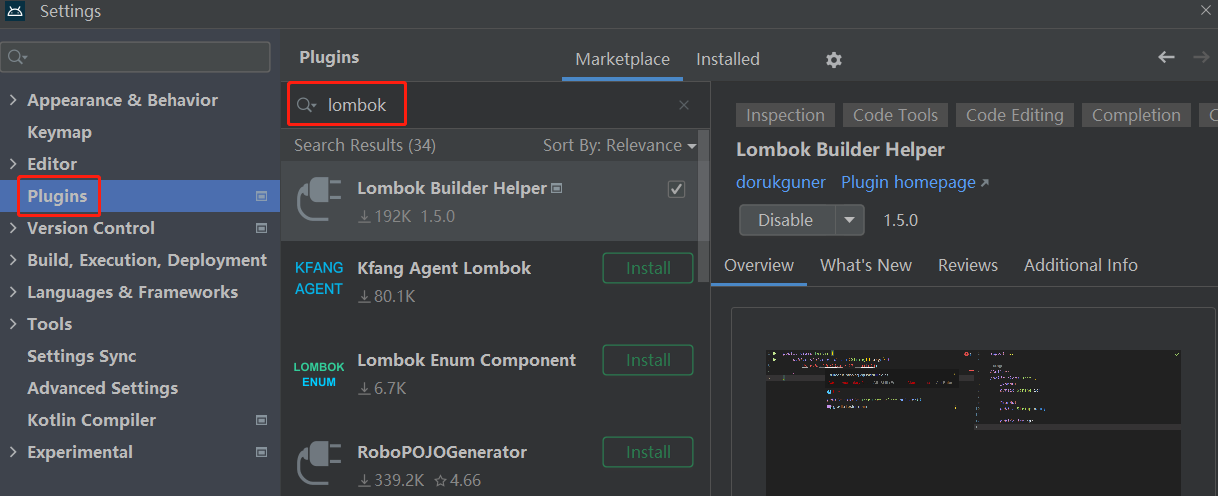 Settings
Appearance & Behavior
Keymap
Editor
Plugins
Version Control
Build, Execution, Deployment
Languages & Frameworks
Tools
Settings Sync
Advanced Settings
Kotlin Compiler
Experimental
Plugins
Marketplace
Installed
lombok
Search Results (34)
Sort By: Relevance
Lombok Builder Helper
192K 1.5.0
KFANG
AGENT
Kfang Agent Lombok
80.1K
Install
LOMBOK
ENUM
Lombok Enum Component
6.7K
Install
RoboPOJOGenerator
339.2K 4.66
Install
Inspection
Code Tools
Code Editing
Completion
Lombok Builder Helper
dorukguner Plugin homepage
Disable
1.5.0
Overview
What's New
Reviews
Additional Info